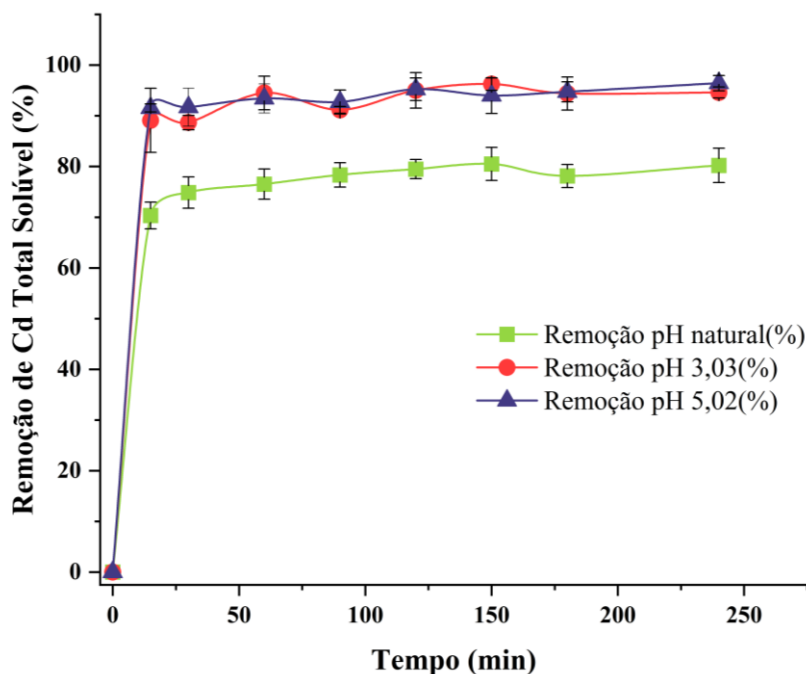 Remoção de Cd Total Solúvel (%)
100
80
60
40
20
0
Remoção pH natural(%)
Remoção pH 3,03(%)
Remoção pH 5,02(%)
0 50 100 150 200 250
Tempo (min)